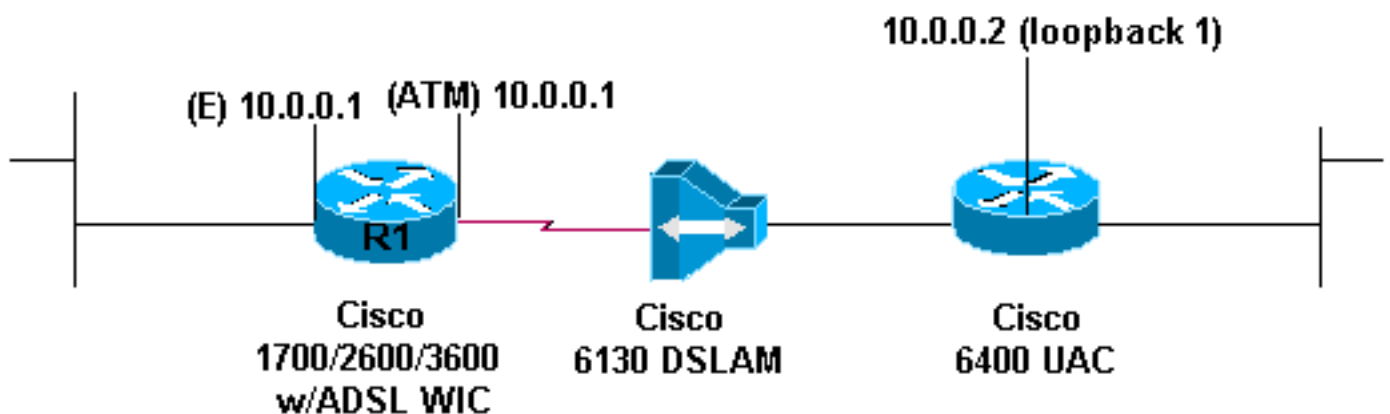 10.0.0.2 (loopback 1)
(E) 10.0.0.1
(ATM) 10.0.0.1
R1
Cisco
1700/2600/3600
w/ADSL WIC
Cisco
6130 DSLAM
Cisco
6400 UAC